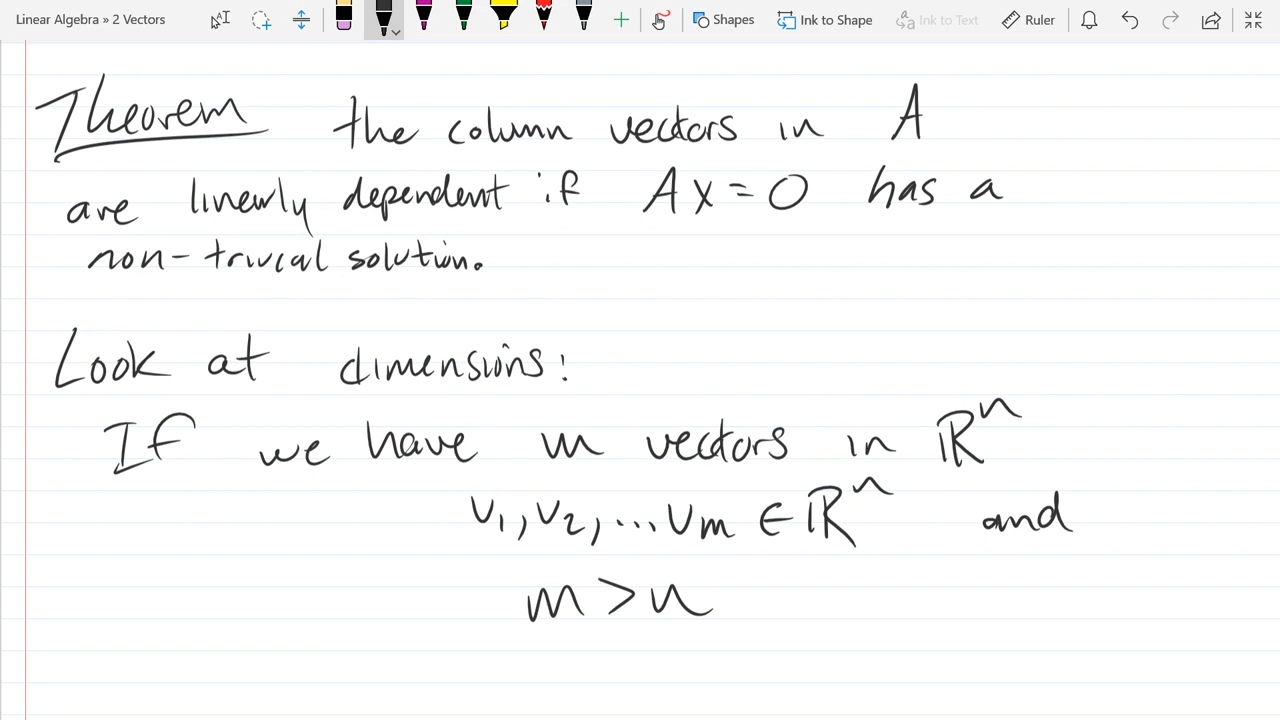 Linear Algebra » 2 Vectors
Shapes
Ink to Shape
Ink to Text
Ruler
Theorem the column vectors in A
are linearly dependent if Ax = 0 has a
non-trivical solution.
Look at dimensions:
If we have m vectors in ℝⁿ
v₁, v₂, ... vₘ ∈ ℝⁿ and
m > n